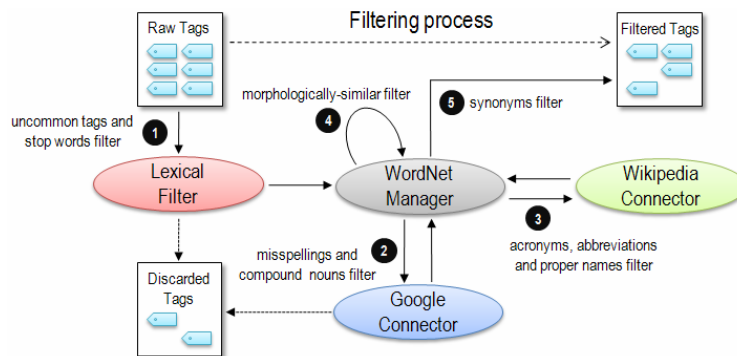 Raw Tags
Filtering process
Filtered Tags
morphologically-similar filter
4
5
synonyms filter
uncommon tags and
stop words filter
1
Lexical
Filter
WordNet
Manager
Wikipedia
Connector
3
acronyms, abbreviations
and proper names filter
2
misspellings and
compound nouns filter
Discarded
Tags
Google
Connector